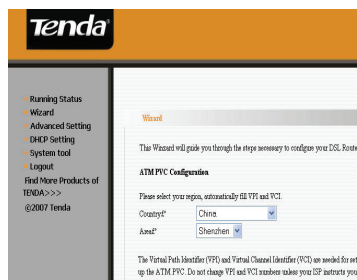 Tenda
Running Status
Wizard
Advanced Setting
DHCP Setting
System tool
Logout
Find More Products of
TENDA>>>
©2007 Tenda
Wizard
This Winzard will guide you through the steps necessary to configure your DSL Route
ATM PVC Configuration
Please select your region, automatically fill VPI and VCI.
China
Shenzhen
The Virtual Path Identifier (VPI) and Virtual Channel Identifier (VCI) are needed for set
up the ATM PVC. Do not change VPI and VCI numbers unless your ISP instructs you